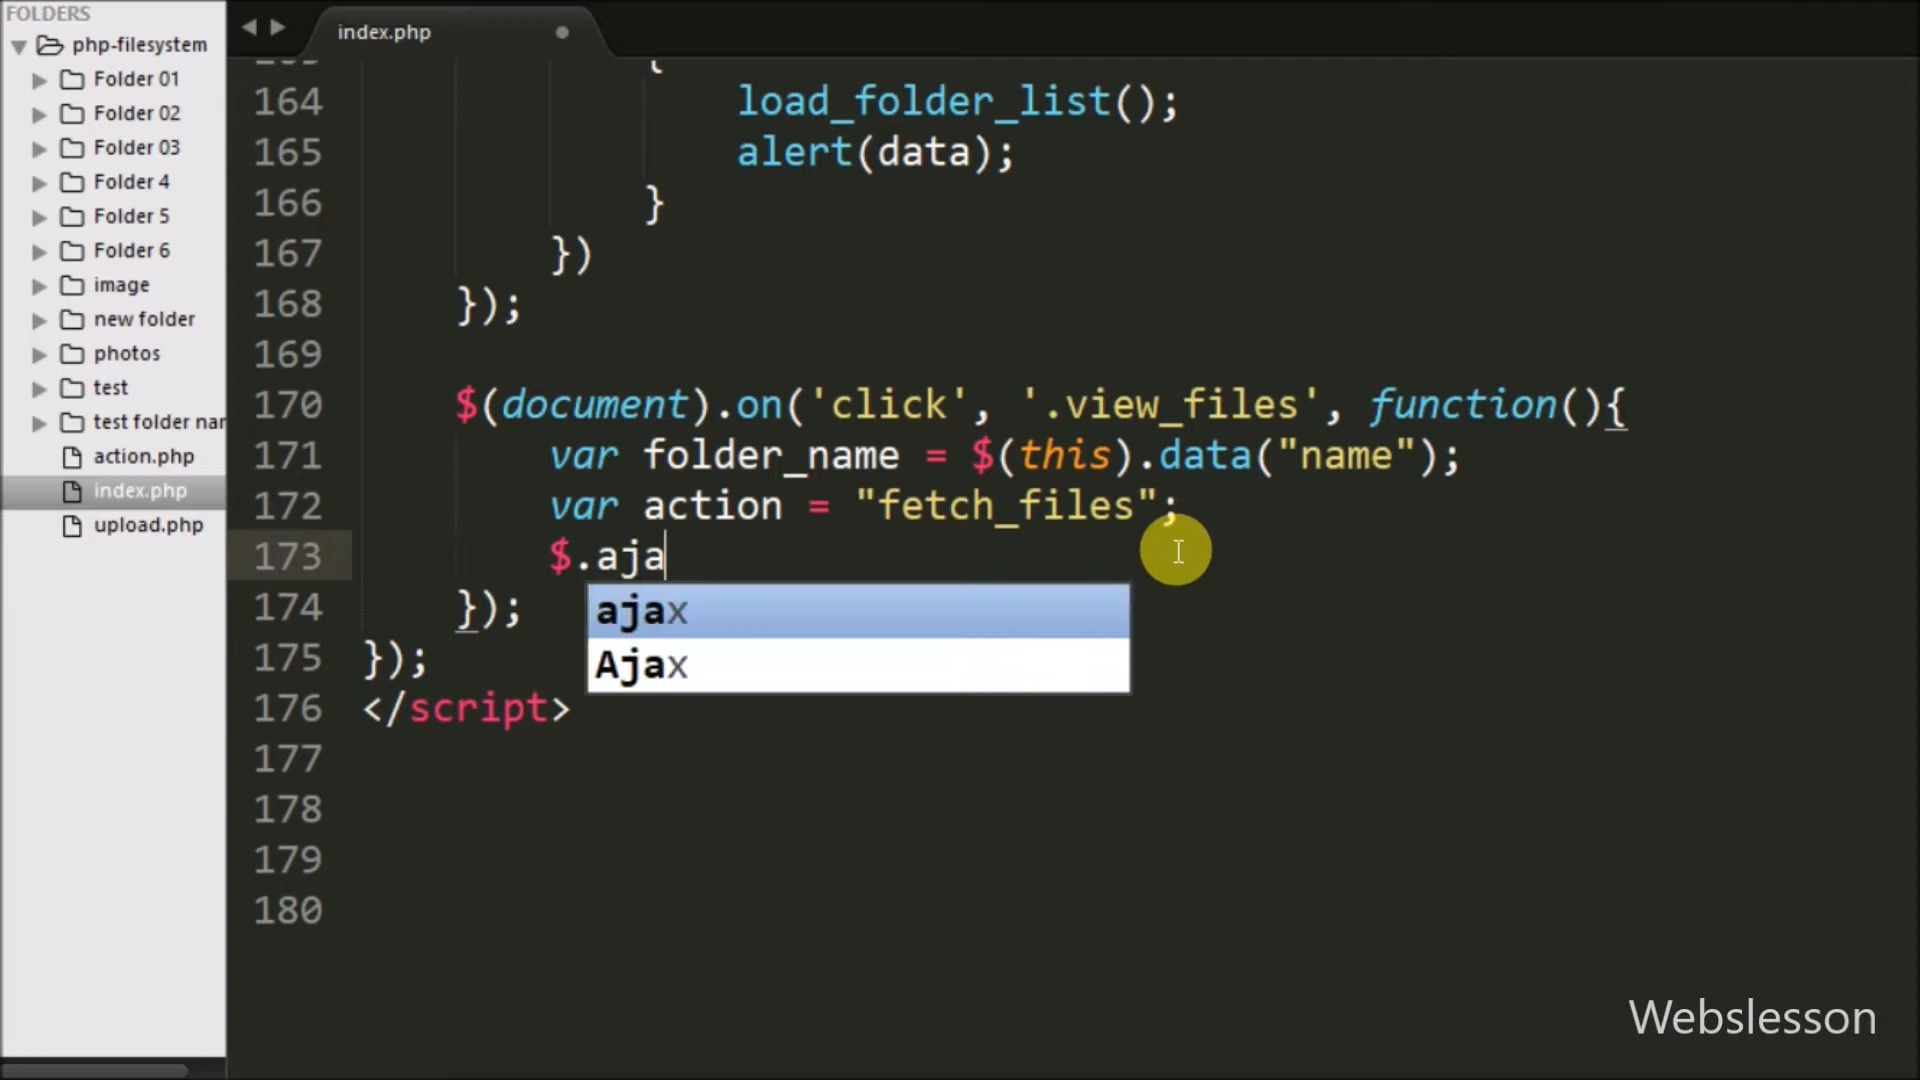 FOLDERS
php-filesystem
Folder 01
Folder 02
Folder 03
Folder 4
Folder 5
Folder 6
image
new folder
photos
test
test folder nar
action.php
index.php
upload.php
index.php
{
164 load_folder_list();
165 alert(data);
166 }
167 })
168 });
169
170 $(document).on('click', '.view_files', function(){
171 var folder_name = $(this).data("name");
172 var action = "fetch_files";
173 $.aja
ajax
Ajax
174 });
175 });
176 </script>
177
178
179
180
Webslesson